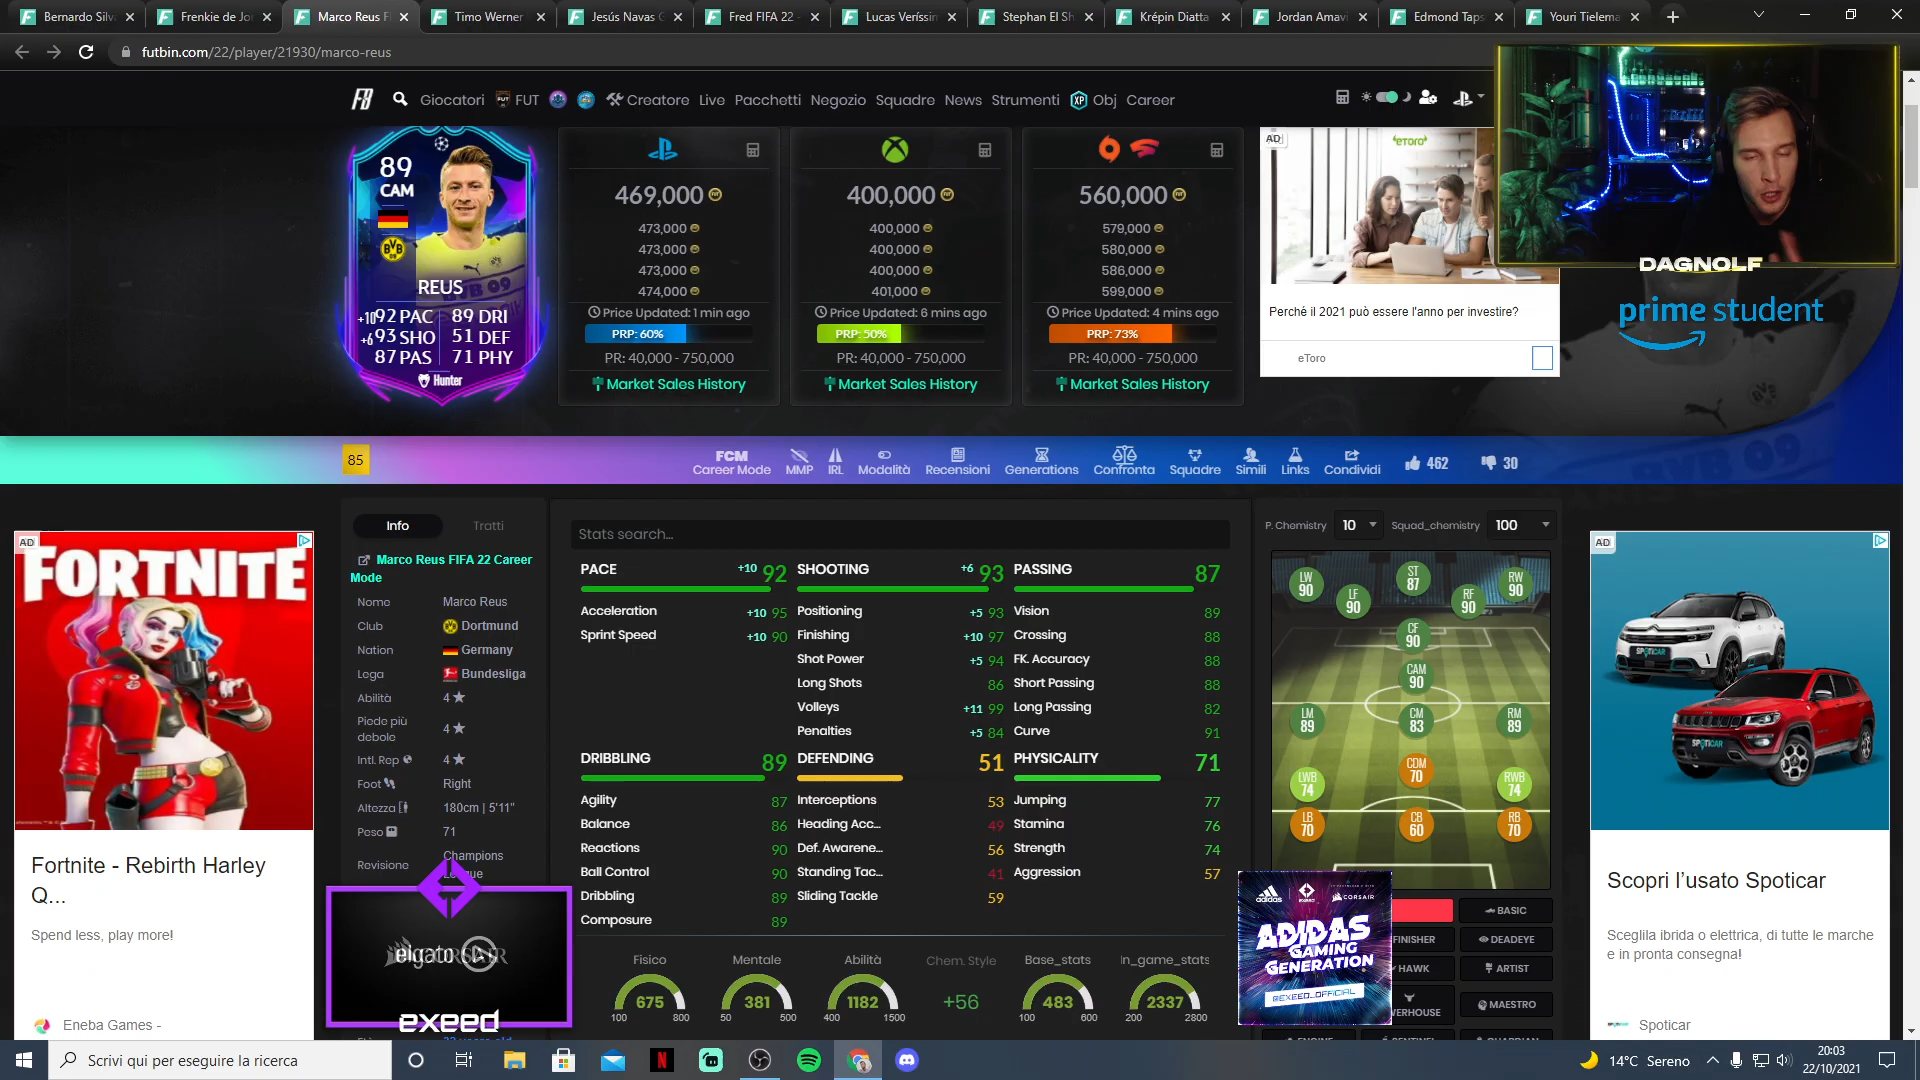 Bernardo Silv
Frenkie de Jo
Marco Reus F
Timo Werner
Jesús Navas G
Fred FIFA 22 -
Lucas Veríssim
Stephan El Sh
Krépin Diatta
Jordan Amavi
Edmond Taps
Youri Tielema
futbin.com/22/player/21930/marco-reus
Giocatori FUT Creatore Live Pacchetti Negozio Squadre News Strumenti XP Obj Career
89
CAM
REUS
+10 92 PAC 89 DRI
+6 93 SHO 51 DEF
87 PAS 71 PHY
Hunter
469,000
473,000
473,000
473,000
474,000
Price Updated: 1 min ago
PRP: 60%
PR: 40,000 - 750,000
Market Sales History
400,000
400,000
400,000
400,000
401,000
Price Updated: 6 mins ago
PRP: 50%
PR: 40,000 - 750,000
Market Sales History
560,000
579,000
580,000
586,000
599,000
Price Updated: 4 mins ago
PRP: 73%
PR: 40,000 - 750,000
Market Sales History
AD
eToro
Perché il 2021 può essere l'anno per investire?
eToro
DAGNOLF
prime student
85
FCM
Career Mode MMP IRL Modalità Recensioni Generations Confronta Squadre Simili Links Condividi 462 30
AD
FORTNITE
Fortnite - Rebirth Harley
Q...
Spend less, play more!
Eneba Games -
Info Tratti
Marco Reus FIFA 22 Career
Mode
Nome Marco Reus
Club Dortmund
Nation Germany
Lega Bundesliga
Abilità 4
Piede più
debole 4
Intl. Rep 4
Foot Right
Altezza 180cm | 5'11"
Peso 71
Revisione Champions
elgato
CORSAIR
exeed
Stats search...
PACE +10 92
Acceleration +10 95
Sprint Speed +10 90
SHOOTING +6 93
Positioning +5 93
Finishing +10 97
Shot Power +5 94
Long Shots 86
Volleys +11 99
Penalties +5 84
PASSING 87
Vision 89
Crossing 88
FK. Accuracy 88
Short Passing 88
Long Passing 82
Curve 91
DRIBBLING 89
Agility 87
Balance 86
Reactions 90
Ball Control 90
Dribbling 89
Composure 89
DEFENDING 51
Interceptions 53
Heading Acc... 49
Def. Awarene... 56
Standing Tac... 41
Sliding Tackle 59
PHYSICALITY 71
Jumping 77
Stamina 76
Strength 74
Aggression 57
Fisico
675
100 800
Mentale
381
50 500
Abilità
1182
400 1500
Chem. Style
+56
Base_stats
483
100 600
In_game_stats
2337
200 2800
P. Chemistry 10 Squad_chemistry 100
LW 90
LF 90
ST 87
RF 90
RW 90
CF 90
CAM 90
LM 89
CM 83
RM 89
LWB 74
CDM 70
RWB 74
LB 70
CB 60
RB 70
BASIC
FINISHER DEADEYE
HAWK ARTIST
ERHOUSE MAESTRO
adidas
CORSAIR
ADIDAS
GAMING
GENERATION
@EXEED_OFFICIAL
AD
SPOTICAR
SPOTICAR
Scopri l'usato Spoticar
Sceglila ibrida o elettrica, di tutte le marche
e in pronta consegna!
Spoticar
Scrivi qui per eseguire la ricerca
14°C Sereno
20:03
22/10/2021